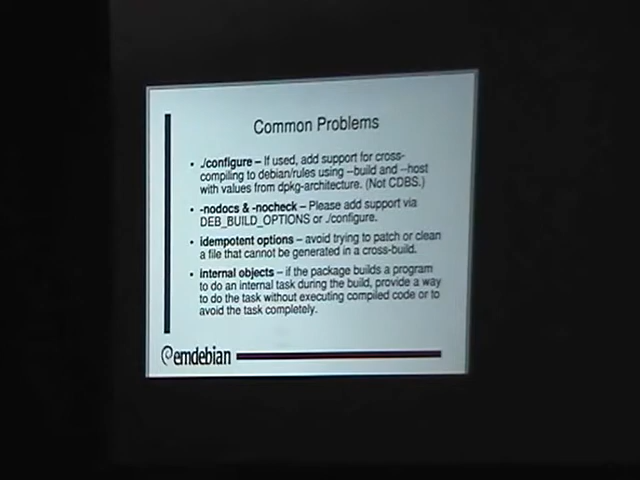 Common Problems
• ./configure – If used, add support for cross-
compiling to debian/rules using --build and --host
with values from dpkg-architecture. (Not CDBS.)
• -nodocs & -nocheck – Please add support via
DEB_BUILD_OPTIONS or ./configure.
• idempotent options – avoid trying to patch or clean
a file that cannot be generated in a cross-build.
• internal objects – if the package builds a program
to do an internal task during the build, provide a way
to do the task without executing compiled code or to
avoid the task completely.
emdebian